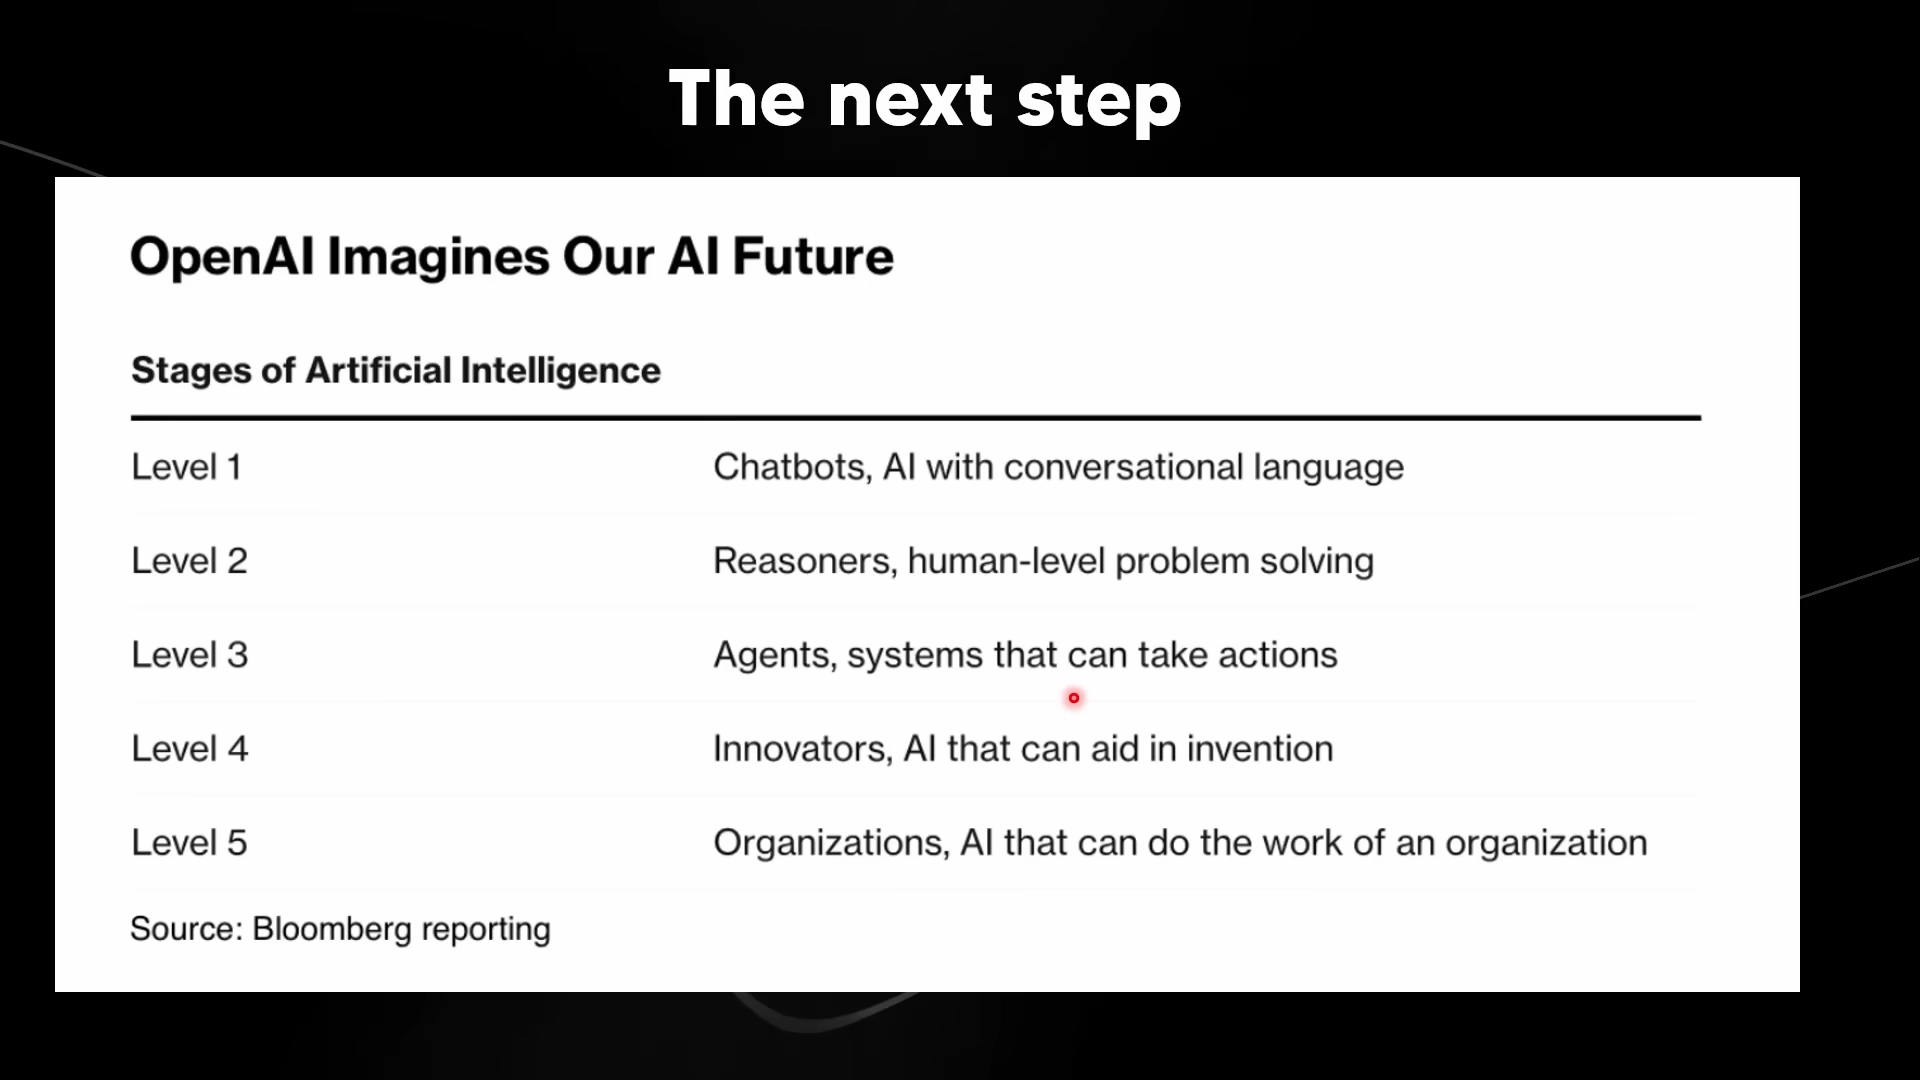 The next step
OpenAI Imagines Our AI Future
Stages of Artificial Intelligence
Level 1 Chatbots, AI with conversational language
Level 2 Reasoners, human-level problem solving
Level 3 Agents, systems that can take actions
Level 4 Innovators, AI that can aid in invention
Level 5 Organizations, AI that can do the work of an organization
Source: Bloomberg reporting